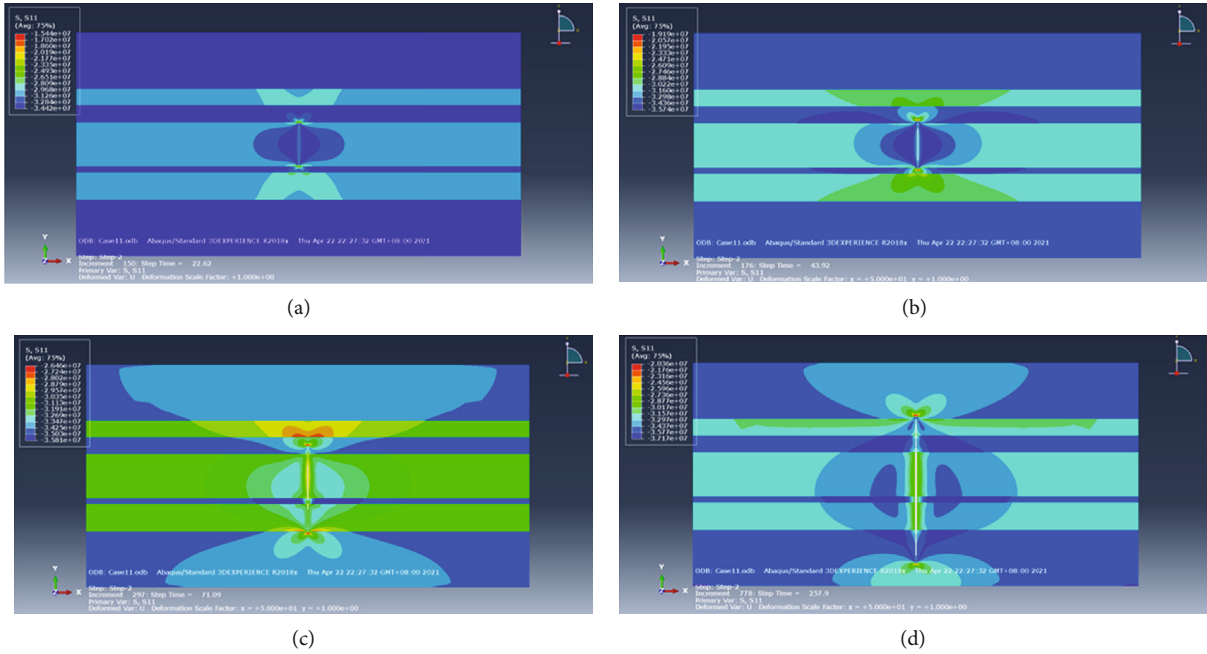 S, S11
(Avg: 75%)
-1.544e+07
-1.702e+07
-1.860e+07
-2.019e+07
-2.177e+07
-2.335e+07
-2.493e+07
-2.651e+07
-2.809e+07
-2.968e+07
-3.126e+07
-3.284e+07
-3.442e+07
ODB: Case11.odb Abaqus/Standard 3DEXPERIENCE R2018x Thu Apr 22 22:27:32 GMT+08:00 2021
Step: Step-2
Increment 150: Step Time = 22.62
Primary Var: S, S11
Deformed Var: U Deformation Scale Factor: +1.000e+00
Y
X
(a)
S, S11
(Avg: 75%)
-1.919e+07
-2.057e+07
-2.195e+07
-2.333e+07
-2.471e+07
-2.609e+07
-2.746e+07
-2.884e+07
-3.022e+07
-3.160e+07
-3.298e+07
-3.436e+07
-3.574e+07
ODB: Case11.odb Abaqus/Standard 3DEXPERIENCE R2018x Thu Apr 22 22:27:32 GMT+08:00 2021
Step: Step-2
Increment 176: Step Time = 43.92
Primary Var: S, S11
Deformed Var: U Deformation Scale Factor: x = +5.000e+01 y = +1.000e+00
Y
X
(b)
S, S11
(Avg: 75%)
-2.646e+07
-2.724e+07
-2.802e+07
-2.879e+07
-2.957e+07
-3.035e+07
-3.113e+07
-3.191e+07
-3.269e+07
-3.347e+07
-3.425e+07
-3.503e+07
-3.581e+07
ODB: Case11.odb Abaqus/Standard 3DEXPERIENCE R2018x Thu Apr 22 22:27:32 GMT+08:00 2021
Step: Step-2
Increment 297: Step Time = 71.09
Primary Var: S, S11
Deformed Var: U Deformation Scale Factor: x = +5.000e+01 y = +1.000e+00
Y
X
(c)
S, S11
(Avg: 75%)
-2.036e+07
-2.176e+07
-2.316e+07
-2.456e+07
-2.596e+07
-2.736e+07
-2.877e+07
-3.017e+07
-3.157e+07
-3.297e+07
-3.437e+07
-3.577e+07
-3.717e+07
ODB: Case11.odb Abaqus/Standard 3DEXPERIENCE R2018x Thu Apr 22 22:27:32 GMT+08:00 2021
Step: Step-2
Increment 778: Step Time = 257.9
Primary Var: S, S11
Deformed Var: U Deformation Scale Factor: x = +5.000e+01 y = +1.000e+00
Y
X
(d)